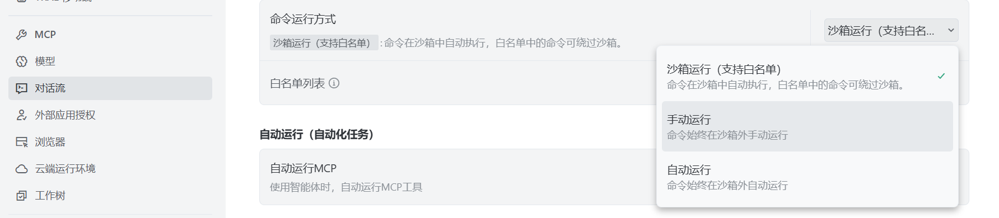 MCP
模型
对话流
外部应用授权
浏览器
云端运行环境
工作树
命令运行方式
沙箱运行（支持白名单）: 命令在沙箱中自动执行，白名单中的命令可绕过沙箱。
沙箱运行（支持白名...
白名单列表
沙箱运行（支持白名单）
命令在沙箱中自动执行，白名单中的命令可绕过沙箱。
手动运行
命令始终在沙箱外手动运行
自动运行
命令始终在沙箱外自动运行
自动运行（自动化任务）
自动运行MCP
使用智能体时，自动运行MCP工具